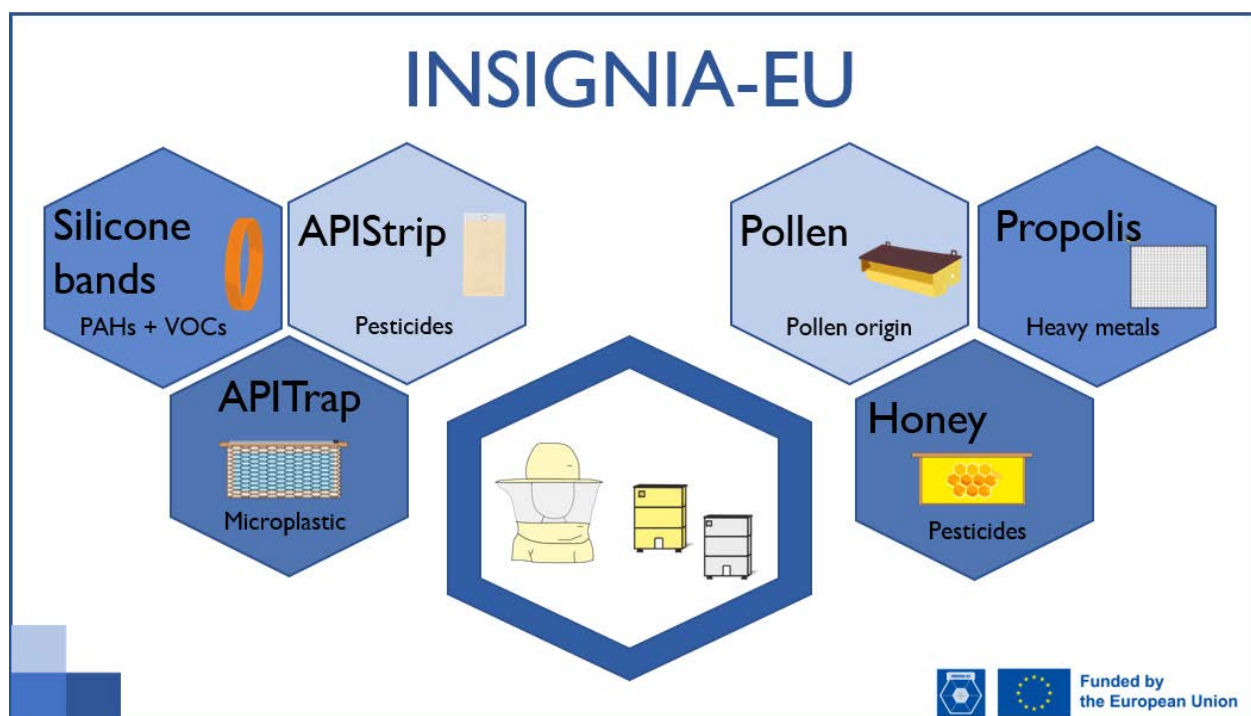 INSIGNIA-EU
Silicone
bands
PAHs + VOCs
APIStrip
Pesticides
APITrap
Microplastic
Pollen
Pollen origin
Propolis
Heavy metals
Honey
Pesticides
Funded by
the European Union